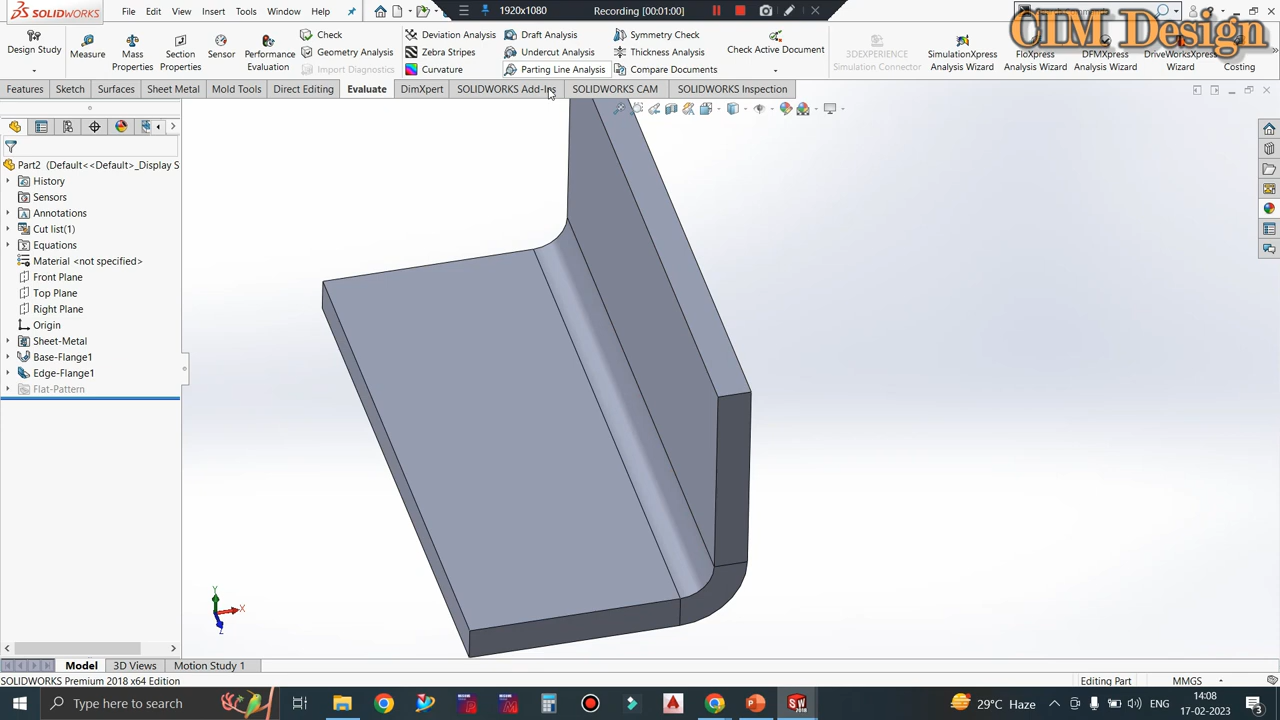 SOLIDWORKS File Edit View Insert Tools Window Help
1920x1080 Recording [00:01:00]
CIM Design
Design Study
Measure
Mass Properties
Section Properties
Sensor
Performance Evaluation
Check
Geometry Analysis
Import Diagnostics
Deviation Analysis
Zebra Stripes
Curvature
Draft Analysis
Undercut Analysis
Parting Line Analysis
Symmetry Check
Thickness Analysis
Compare Documents
Check Active Document
3DEXPERIENCE Simulation Connector
SimulationXpress Analysis Wizard
FloXpress Analysis Wizard
DFMXpress Analysis Wizard
DriveWorksXpress Wizard
Costing
Features Sketch Surfaces Sheet Metal Mold Tools Direct Editing Evaluate DimXpert SOLIDWORKS Add-Ins SOLIDWORKS CAM SOLIDWORKS Inspection
Part2 (Default<<Default>_Display S
History
Sensors
Annotations
Cut list(1)
Equations
Material <not specified>
Front Plane
Top Plane
Right Plane
Origin
Sheet-Metal
Base-Flange1
Edge-Flange1
Flat-Pattern
Y
X
Z
Model 3D Views Motion Study 1
SOLIDWORKS Premium 2018 x64 Edition Editing Part MMGS
Type here to search
29°C Haze ENG 14:08
17-02-2023